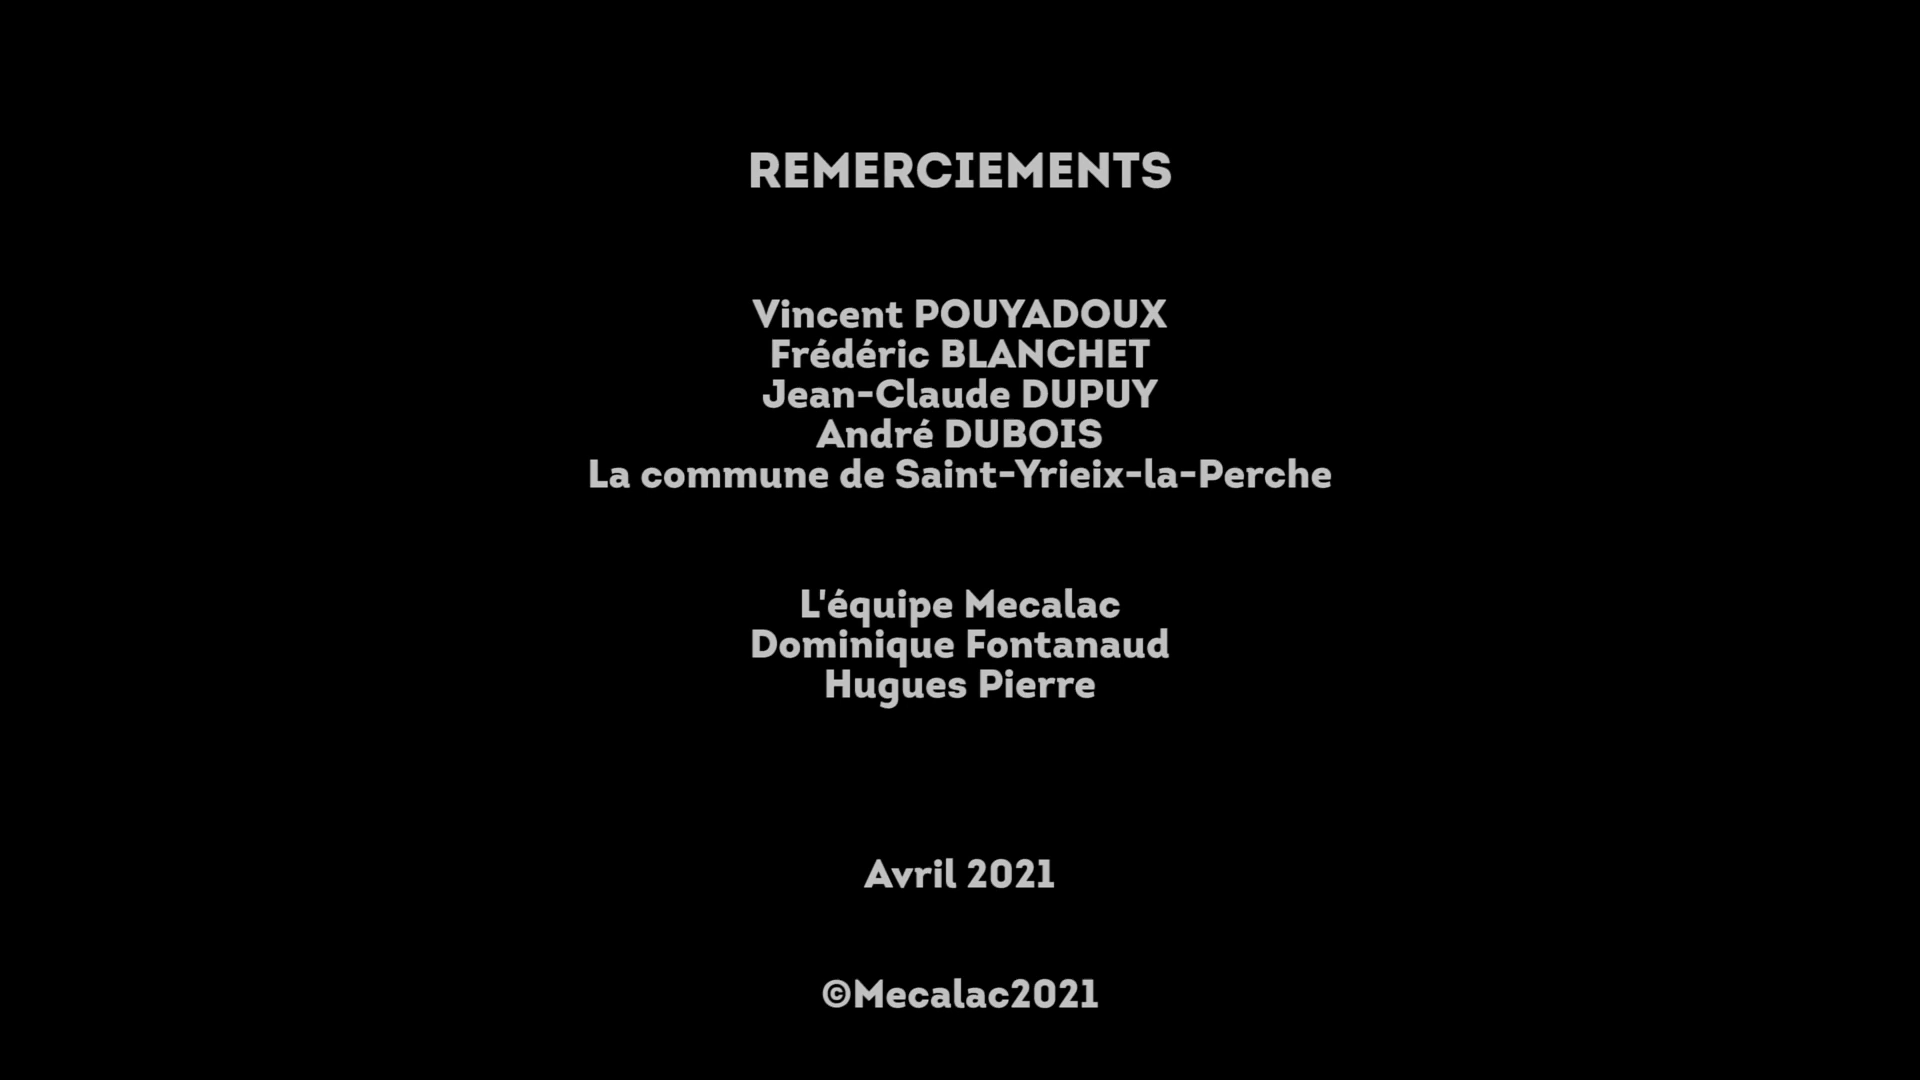 REMERCIEMENTS
Vincent POUYADOUX
Frédéric BLANCHET
Jean-Claude DUPUY
André DUBOIS
La commune de Saint-Yrieix-la-Perche
L'équipe Mecalac
Dominique Fontanaud
Hugues Pierre
Avril 2021
©Mecalac2021